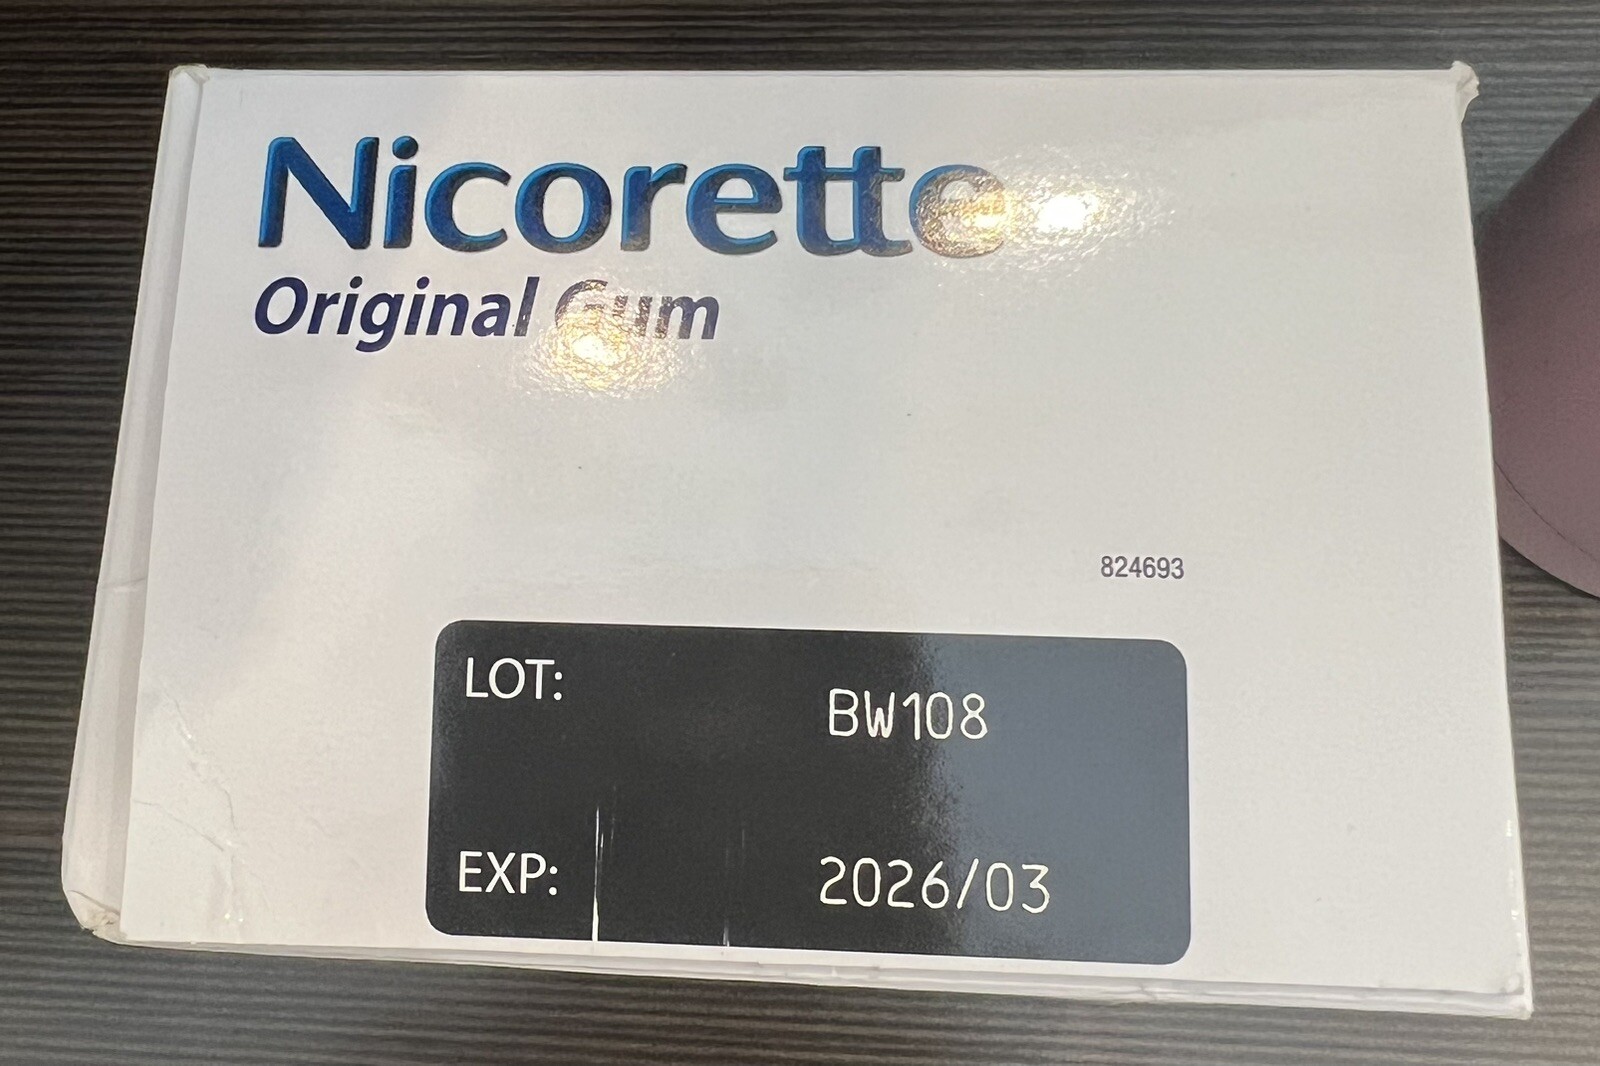 Nicorette
Original Gum
824693
LOT: BW108
EXP: 2026/03